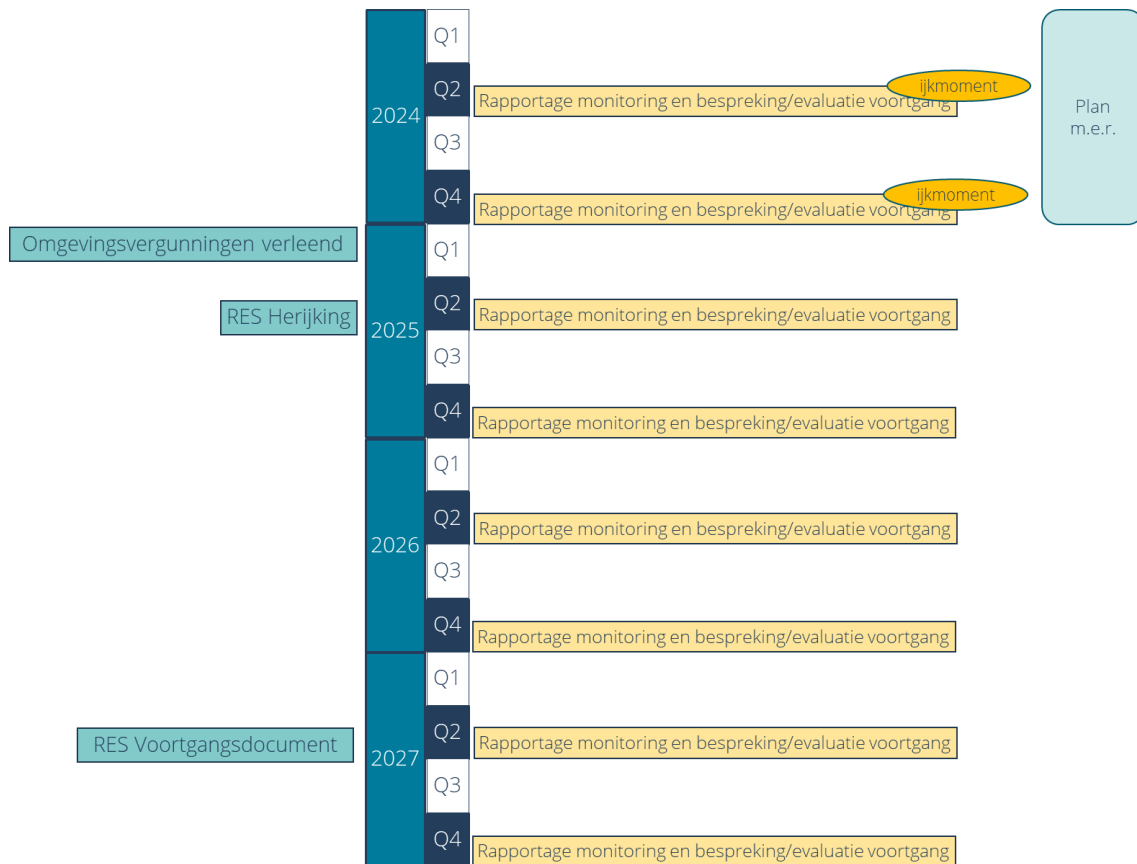 Q1
Q2
Rapportage monitoring en bespreking/evaluatie voortgang
ijkmoment
Plan
m.e.r.
2024
Q3
Q4
Rapportage monitoring en bespreking/evaluatie voortgang
ijkmoment
Omgevingsvergunningen verleend
Q1
RES Herijking
2025
Q2
Rapportage monitoring en bespreking/evaluatie voortgang
Q3
Q4
Rapportage monitoring en bespreking/evaluatie voortgang
Q1
2026
Q2
Rapportage monitoring en bespreking/evaluatie voortgang
Q3
Q4
Rapportage monitoring en bespreking/evaluatie voortgang
Q1
RES Voortgangsdocument
2027
Q2
Rapportage monitoring en bespreking/evaluatie voortgang
Q3
Q4
Rapportage monitoring en bespreking/evaluatie voortgang